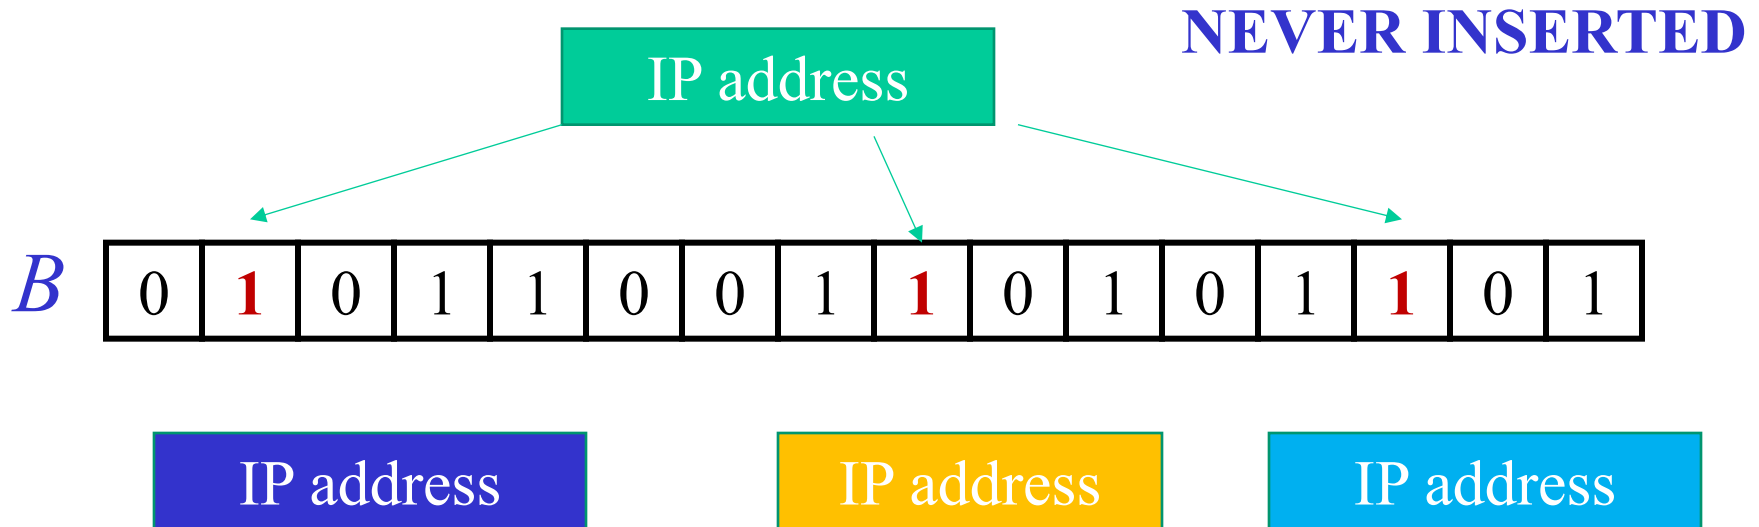 NEVER INSERTED
IP address
B 0 1 0 1 1 0 0 1 1 0 1 0 1 1 0 1
IP address IP address IP address